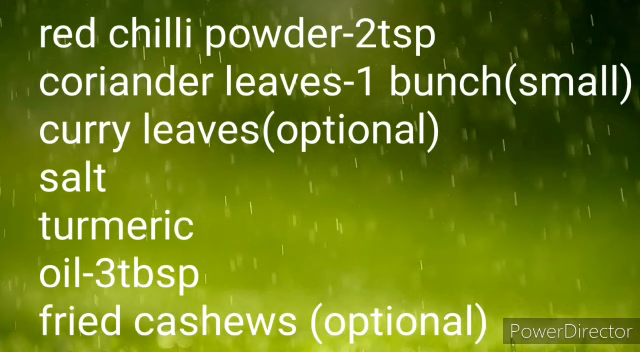 red chilli powder-2tsp
coriander leaves-1 bunch(small)
curry leaves(optional)
salt
turmeric
oil-3tbsp
fried cashews (optional)
PowerDirector